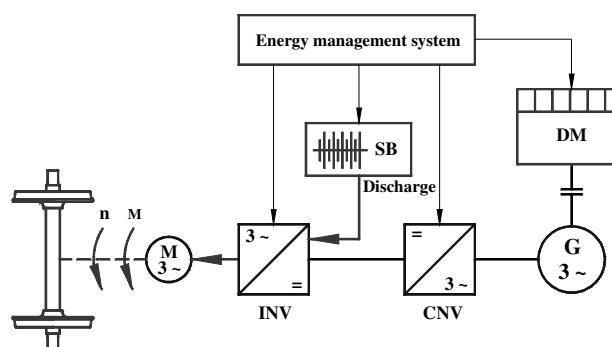 Energy management system
SB
DM
Discharge
n
M
M
3 ~
3 ~
=
INV
=
3 ~
CNV
G
3 ~